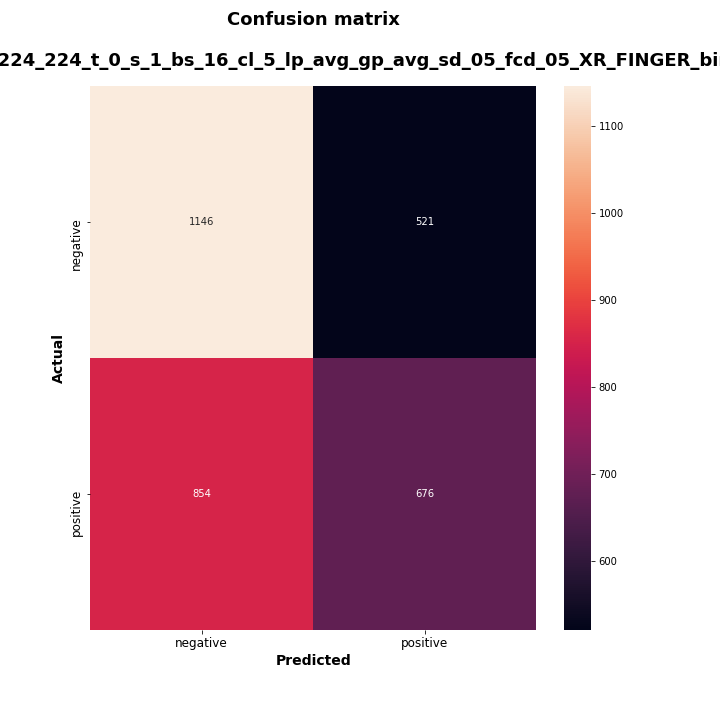 Confusion matrix
224_224_t_0_s_1_bs_16_cl_5_lp_avg_gp_avg_sd_05_fcd_05_XR_FINGER_bi
1146
521
854
676
negative
positive
Actual
negative
positive
Predicted
1100
1000
900
800
700
600